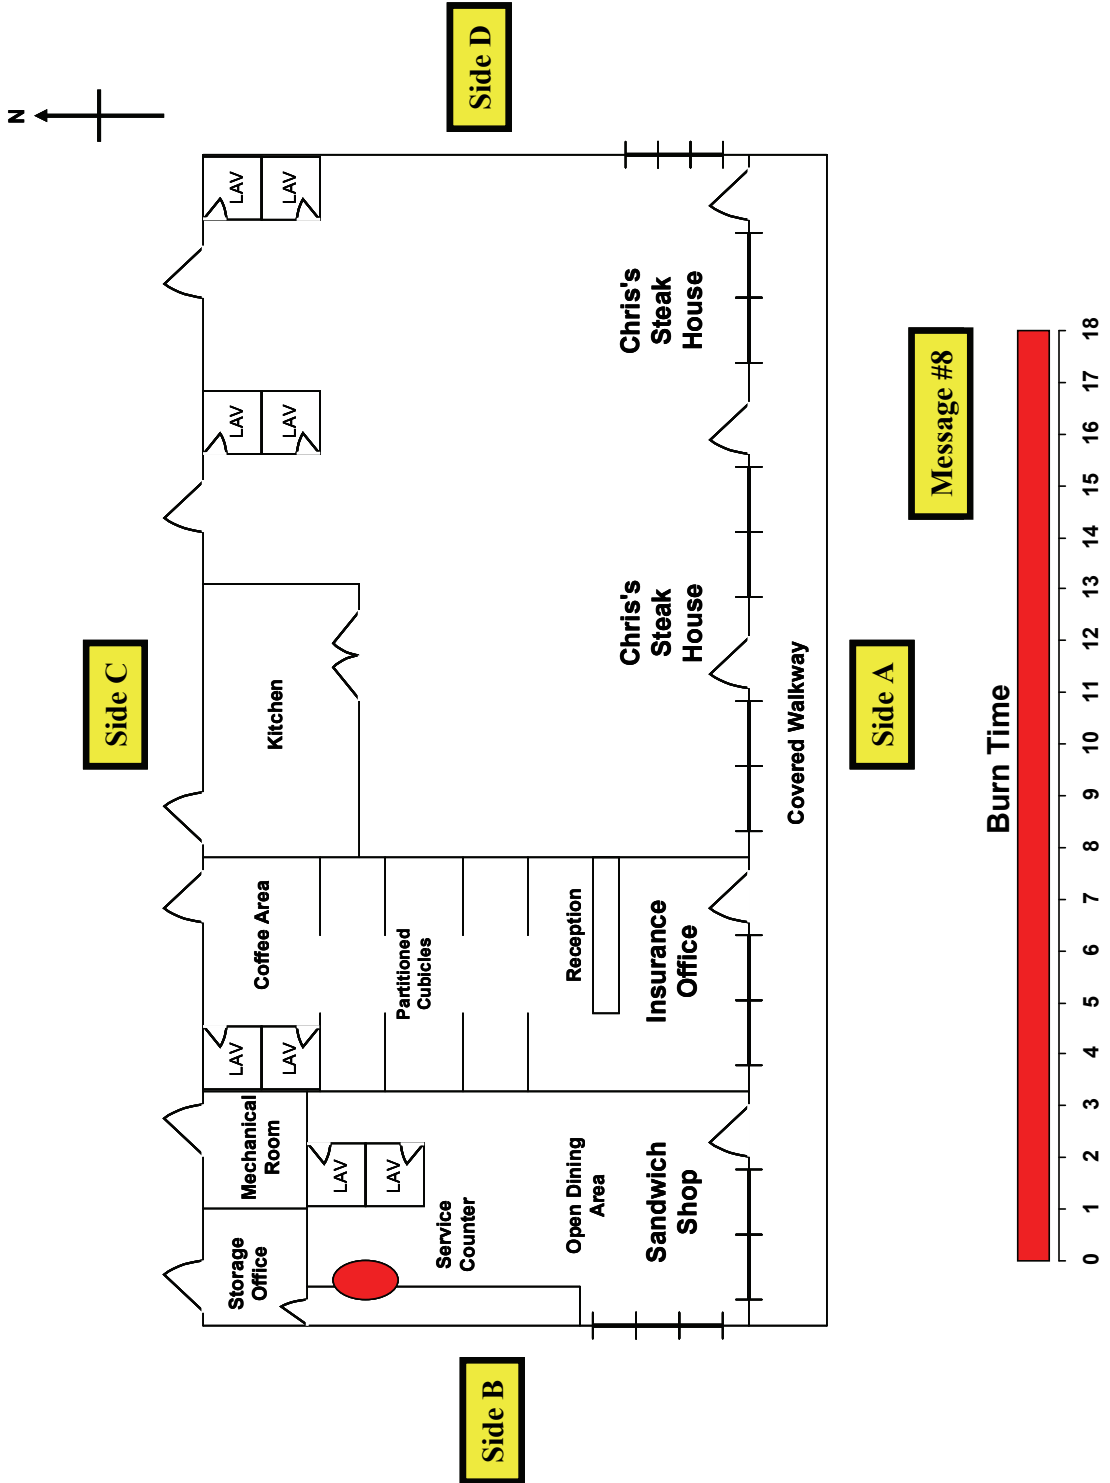 N
Side C
Side B
Side D
Storage
Office
Mechanical
Room
LAV
LAV
Coffee Area
Kitchen
LAV
LAV
LAV
LAV
LAV
LAV
Service
Counter
Partitioned
Cubicles
Open Dining
Area
Reception
Sandwich
Shop
Insurance
Office
Chris's
Steak
House
Chris's
Steak
House
Covered Walkway
Side A
Message #8
Burn Time
0 1 2 3 4 5 6 7 8 9 10 11 12 13 14 15 16 17 18